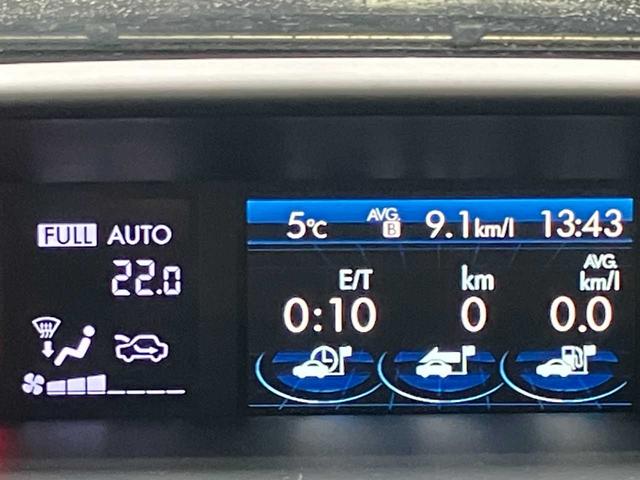 FULL AUTO
22.0
5℃ AVG. B 9.1km/l 13:43
E/T km AVG. km/l
0:10 0 0.0